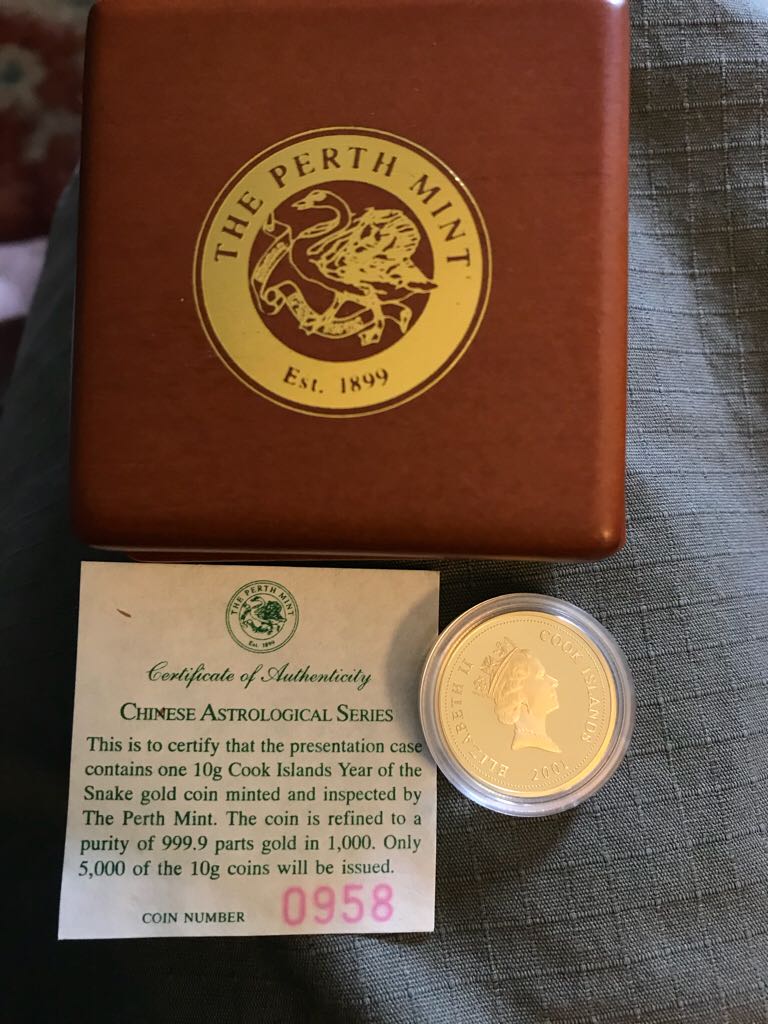 THE PERTH MINT
Est. 1899
THE PERTH MINT
Est. 1899
Certificate of Authenticity
CHINESE ASTROLOGICAL SERIES
This is to certify that the presentation case
contains one 10g Cook Islands Year of the
Snake gold coin minted and inspected by
The Perth Mint. The coin is refined to a
purity of 999.9 parts gold in 1,000. Only
5,000 of the 10g coins will be issued.
COIN NUMBER 0958
ELIZABETH II
COOK ISLANDS
2001